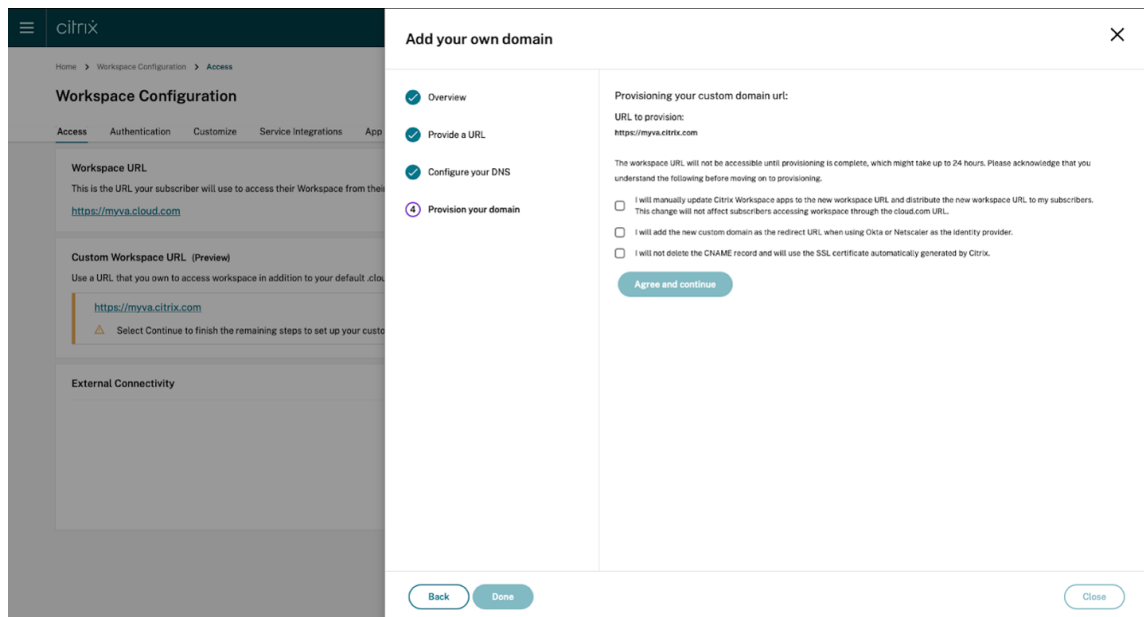 citrix
Home > Workspace Configuration > Access
Workspace Configuration
Access Authentication Customize Service Integrations App
Workspace URL
This is the URL your subscriber will use to access their Workspace from thei
https://myva.cloud.com
Custom Workspace URL (Preview)
Use a URL that you own to access workspace in addition to your default .clou
https://myva.citrix.com
Select Continue to finish the remaining steps to set up your custo
External Connectivity
Add your own domain
Overview
Provide a URL
Configure your DNS
4 Provision your domain
Provisioning your custom domain url:
URL to provision:
https://myva.citrix.com
The workspace URL will not be accessible until provisioning is complete, which might take up to 24 hours. Please acknowledge that you
understand the following before moving on to provisioning.
I will manually update Citrix Workspace apps to the new workspace URL and distribute the new workspace URL to my subscribers.
This change will not affect subscribers accessing workspace through the cloud.com URL.
I will add the new custom domain as the redirect URL when using Okta or Netscaler as the identity provider.
I will not delete the CNAME record and will use the SSL certificate automatically generated by Citrix.
Agree and continue
Back Done Close